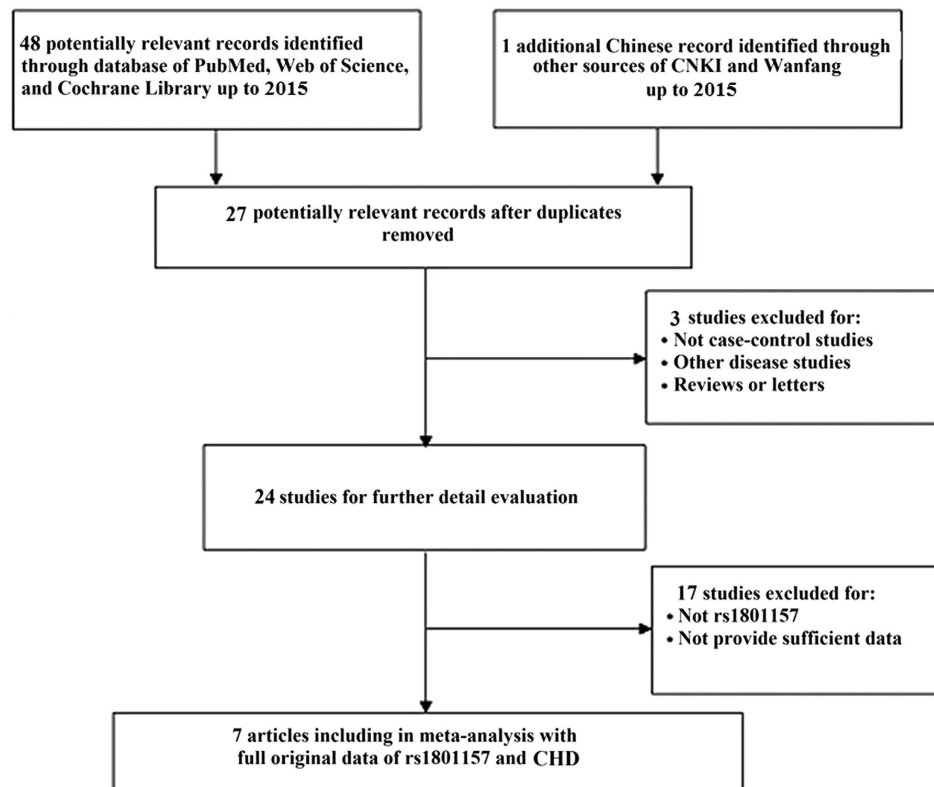 48 potentially relevant records identified
through database of PubMed, Web of Science,
and Cochrane Library up to 2015
1 additional Chinese record identified through
other sources of CNKI and Wanfang
up to 2015
27 potentially relevant records after duplicates
removed
3 studies excluded for:
• Not case-control studies
• Other disease studies
• Reviews or letters
24 studies for further detail evaluation
17 studies excluded for:
• Not rs1801157
• Not provide sufficient data
7 articles including in meta-analysis with
full original data of rs1801157 and CHD